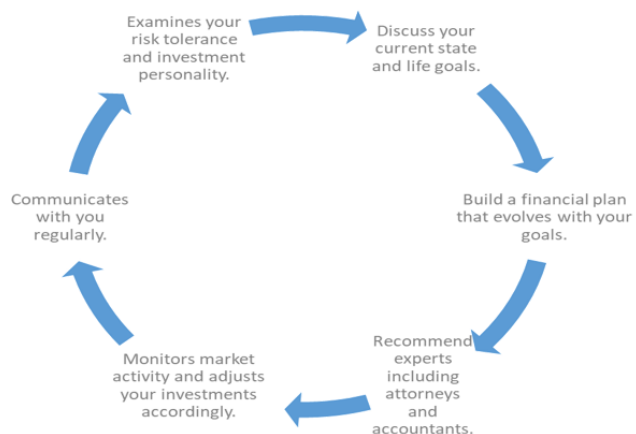 Examines your
risk tolerance
and investment
personality.
Discuss your
current state
and life goals.
Build a financial plan
that evolves with your
goals.
Recommend
experts
including
attorneys
and
accountants.
Monitors market
activity and adjusts
your investments
accordingly.
Communicates
with you
regularly.